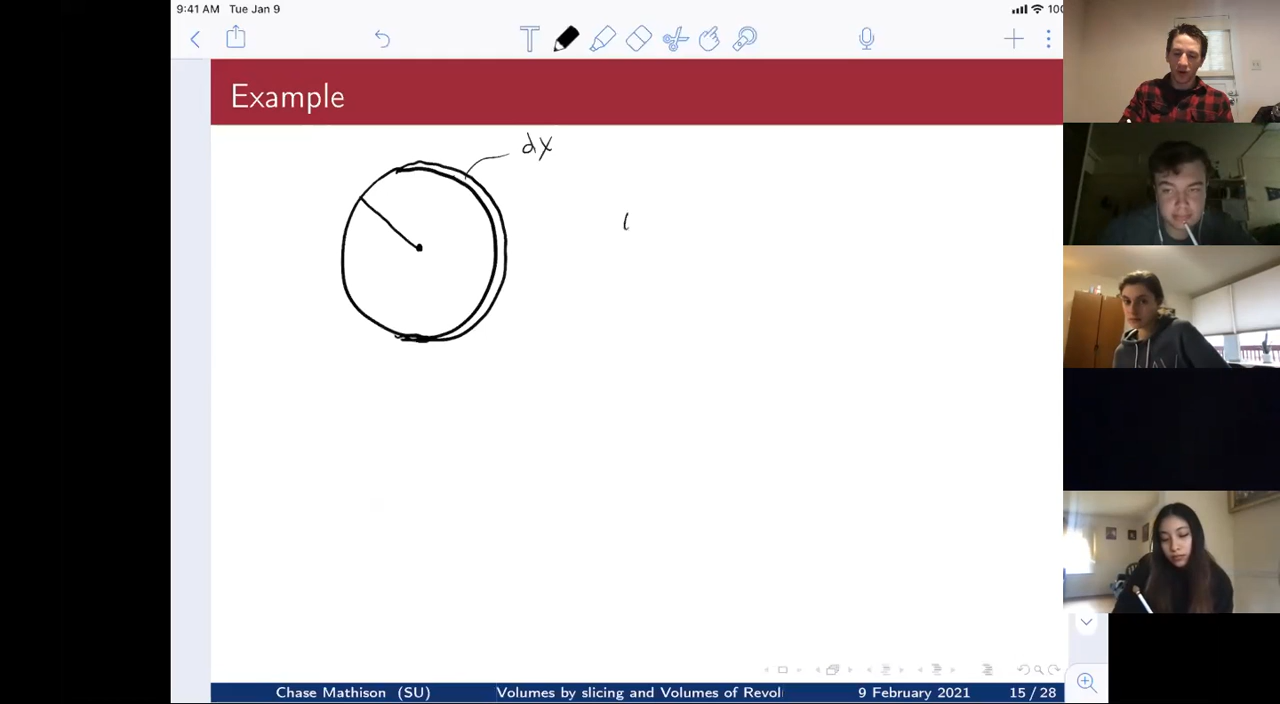 9:41 AM Tue Jan 9
100
Example
dx
Chase Mathison (SU)
Volumes by slicing and Volumes of Revol
9 February 2021
15 / 28